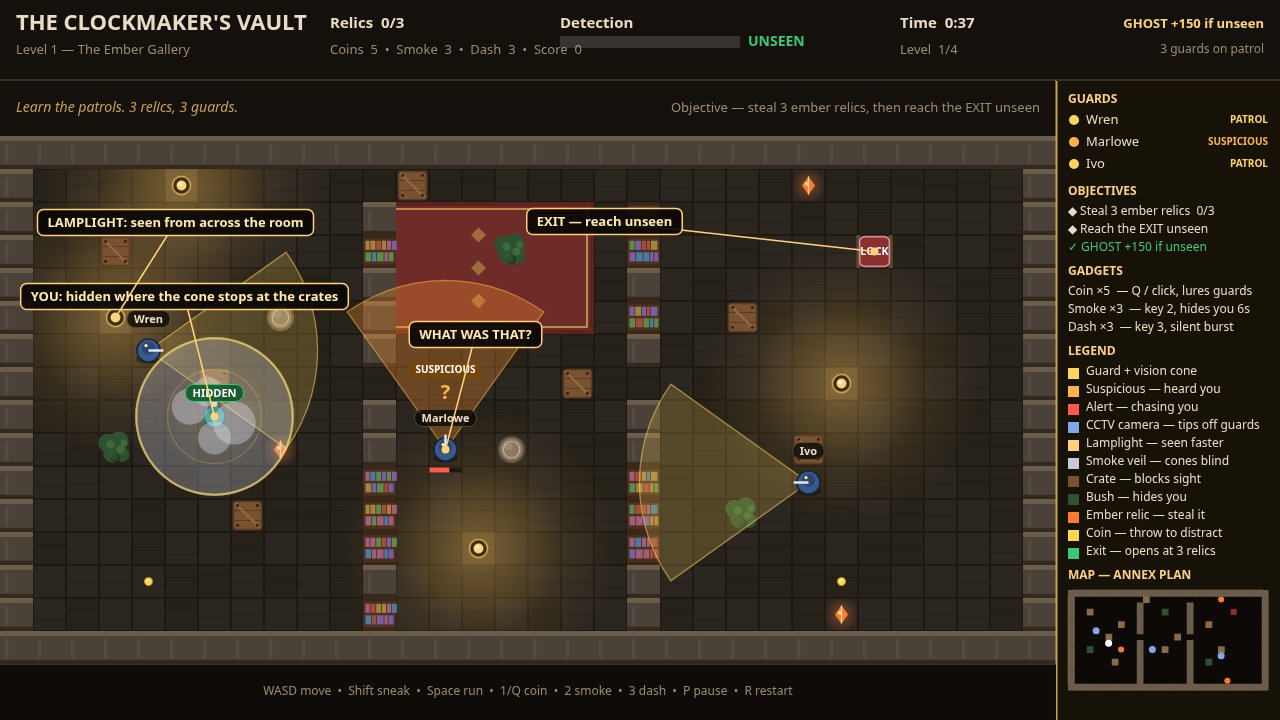 THE CLOCKMAKER'S VAULT
Level 1 — The Ember Gallery
Relics 0/3
Coins 5 • Smoke 3 • Dash 3 • Score 0
Detection
UNSEEN
Time 0:37
Level 1/4
GHOST +150 if unseen
3 guards on patrol
Learn the patrols. 3 relics, 3 guards.
Objective — steal 3 ember relics, then reach the EXIT unseen
LAMPLIGHT: seen from across the room
EXIT — reach unseen
LOCK
YOU: hidden where the cone stops at the crates
Wren
WHAT WAS THAT?
SUSPICIOUS
?
HIDDEN
Marlowe
Ivo
GUARDS
Wren PATROL
Marlowe SUSPICIOUS
Ivo PATROL
OBJECTIVES
◆ Steal 3 ember relics 0/3
◆ Reach the EXIT unseen
✓ GHOST +150 if unseen
GADGETS
Coin ×5 — Q / click, lures guards
Smoke ×3 — key 2, hides you 6s
Dash ×3 — key 3, silent burst
LEGEND
Guard + vision cone
Suspicious — heard you
Alert — chasing you
CCTV camera — tips off guards
Lamplight — seen faster
Smoke veil — cones blind
Crate — blocks sight
Bush — hides you
Ember relic — steal it
Coin — throw to distract
Exit — opens at 3 relics
MAP — ANNEX PLAN
WASD move • Shift sneak • Space run • 1/Q coin • 2 smoke • 3 dash • P pause • R restart